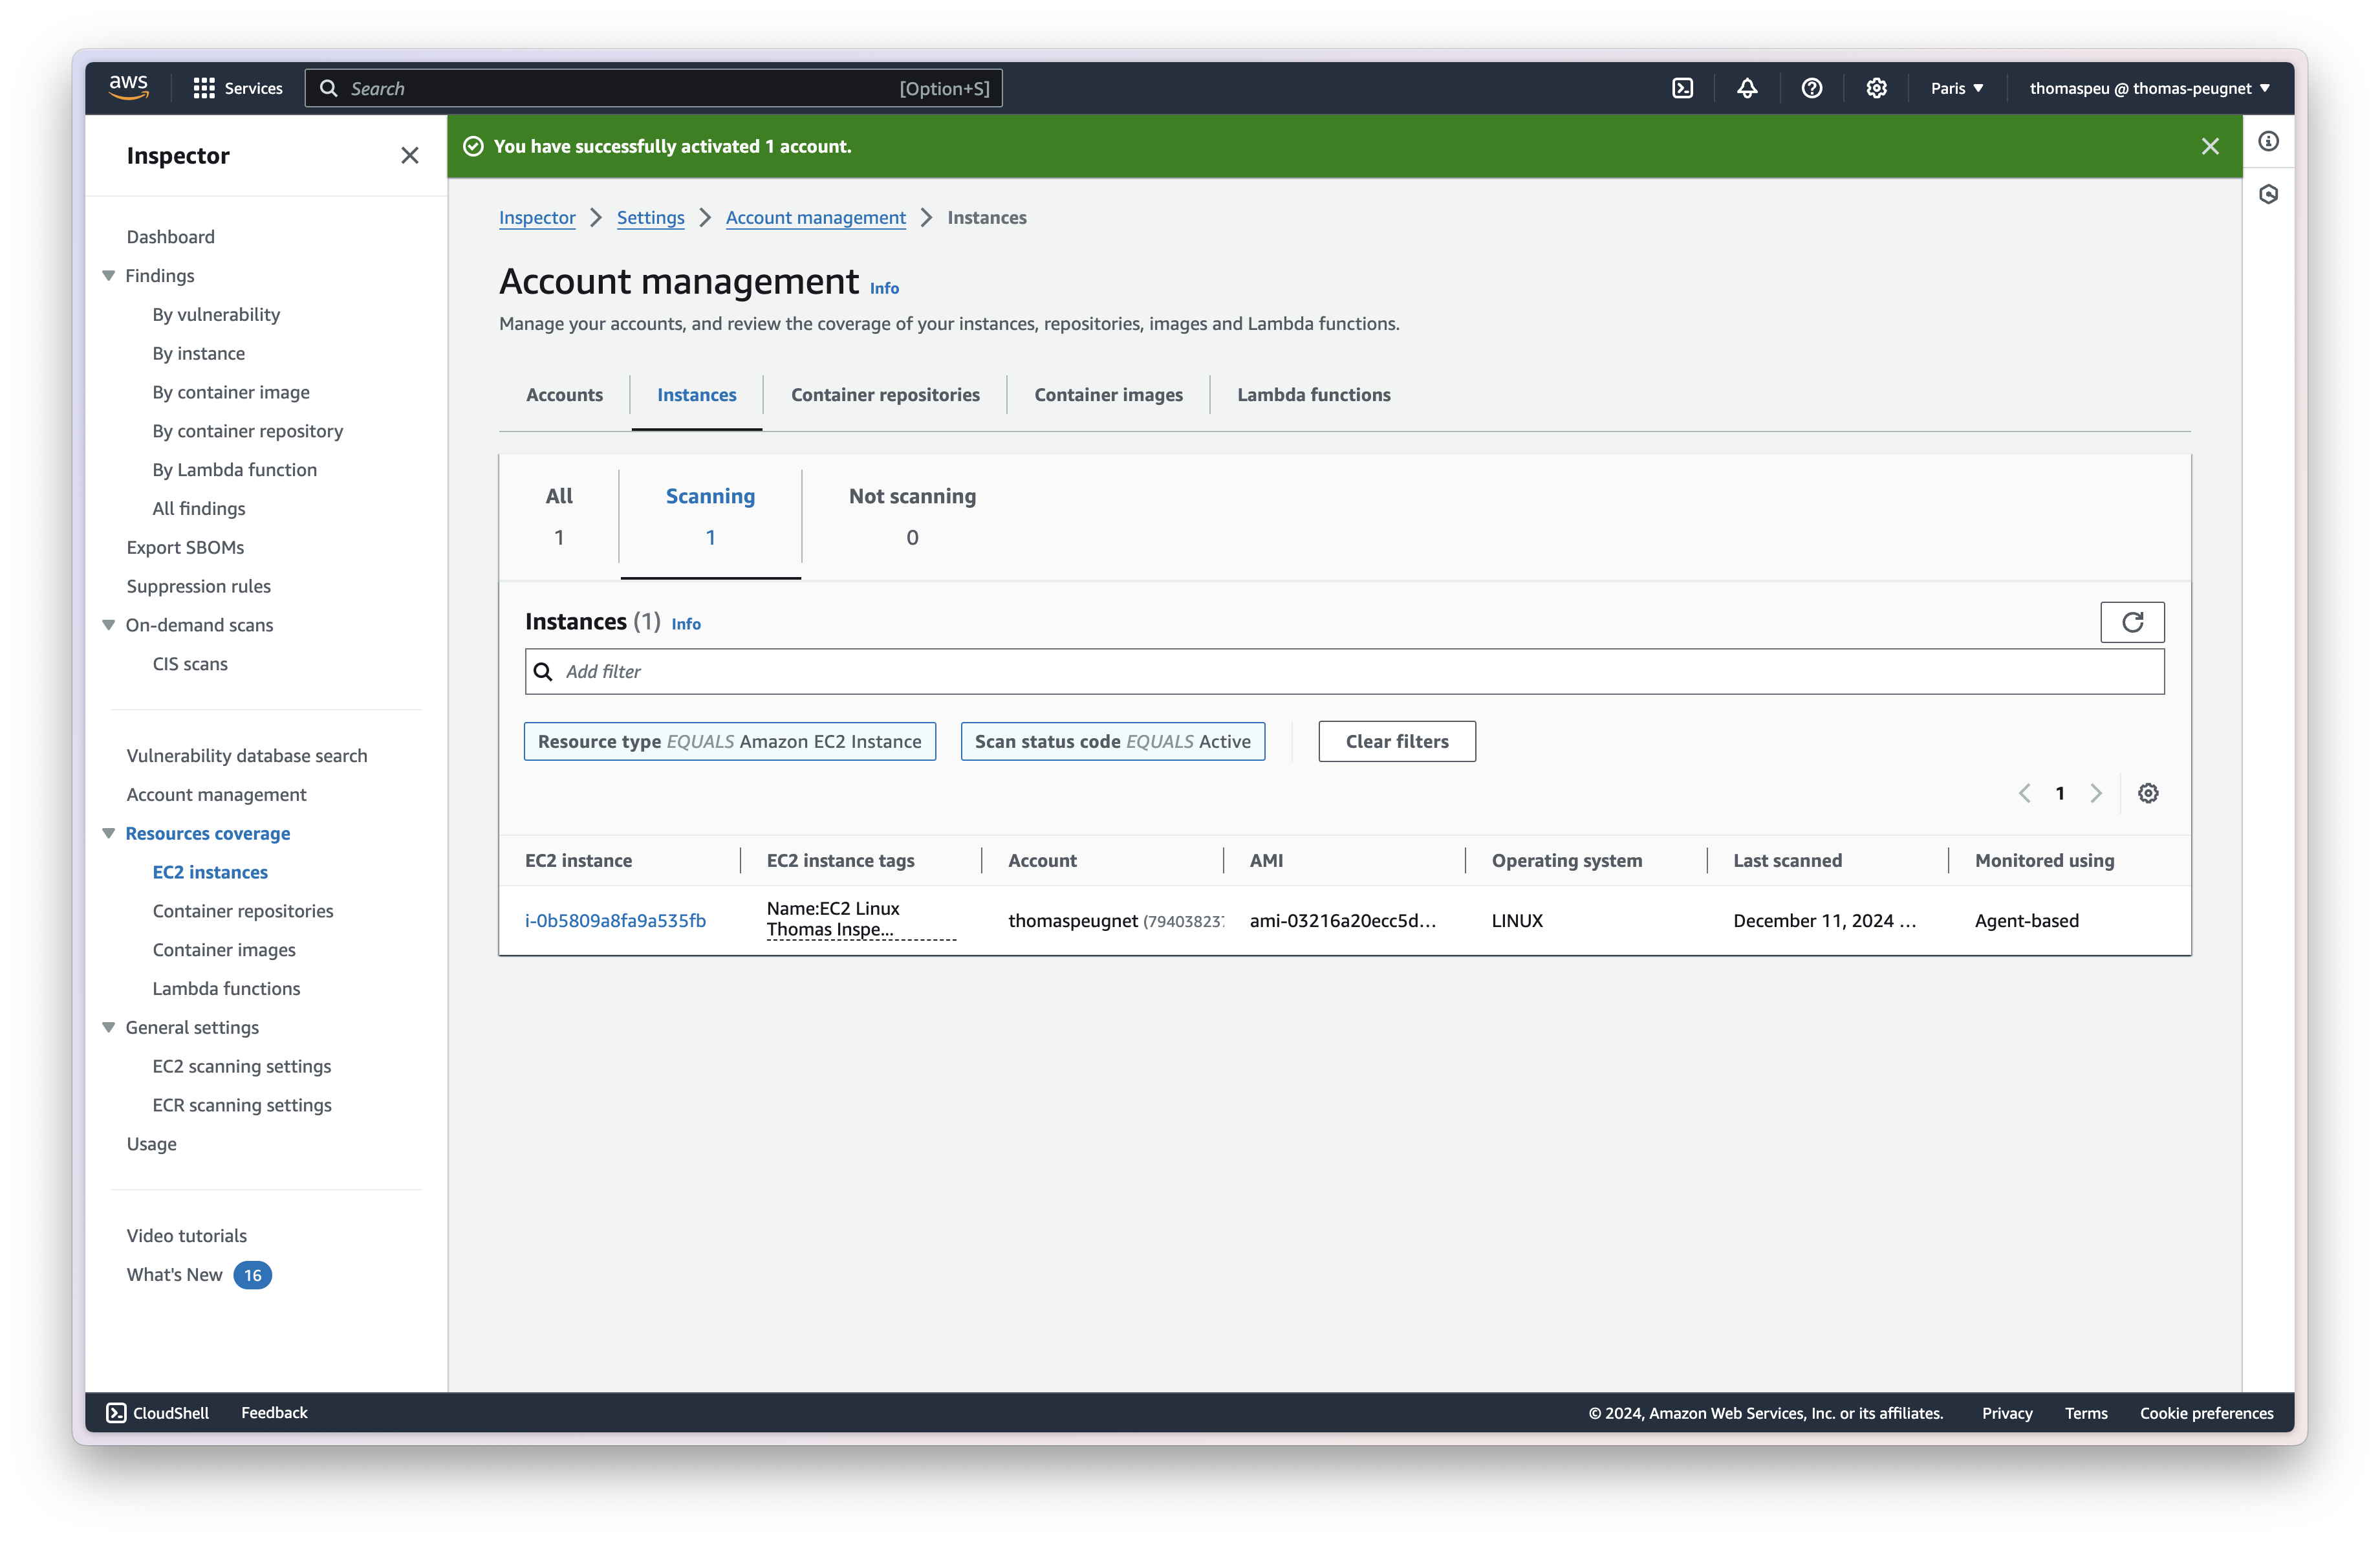 aws
Services
Search
[Option+S]
Paris
thomaspeu @ thomas-peugnet
Inspector
Dashboard
Findings
By vulnerability
By instance
By container image
By container repository
By Lambda function
All findings
Export SBOMs
Suppression rules
On-demand scans
CIS scans
Vulnerability database search
Account management
Resources coverage
EC2 instances
Container repositories
Container images
Lambda functions
General settings
EC2 scanning settings
ECR scanning settings
Usage
Video tutorials
What's New 16
You have successfully activated 1 account.
Inspector > Settings > Account management > Instances
Account management Info
Manage your accounts, and review the coverage of your instances, repositories, images and Lambda functions.
Accounts
Instances
Container repositories
Container images
Lambda functions
All
1
Scanning
1
Not scanning
0
Instances (1) Info
Add filter
Resource type EQUALS Amazon EC2 Instance
Scan status code EQUALS Active
Clear filters
1
EC2 instance
EC2 instance tags
Account
AMI
Operating system
Last scanned
Monitored using
i-0b5809a8fa9a535fb
Name:EC2 Linux
Thomas Inspe...
thomaspeugnet (79403823
ami-03216a20ecc5d...
LINUX
December 11, 2024 ...
Agent-based
CloudShell
Feedback
© 2024, Amazon Web Services, Inc. or its affiliates.
Privacy
Terms
Cookie preferences